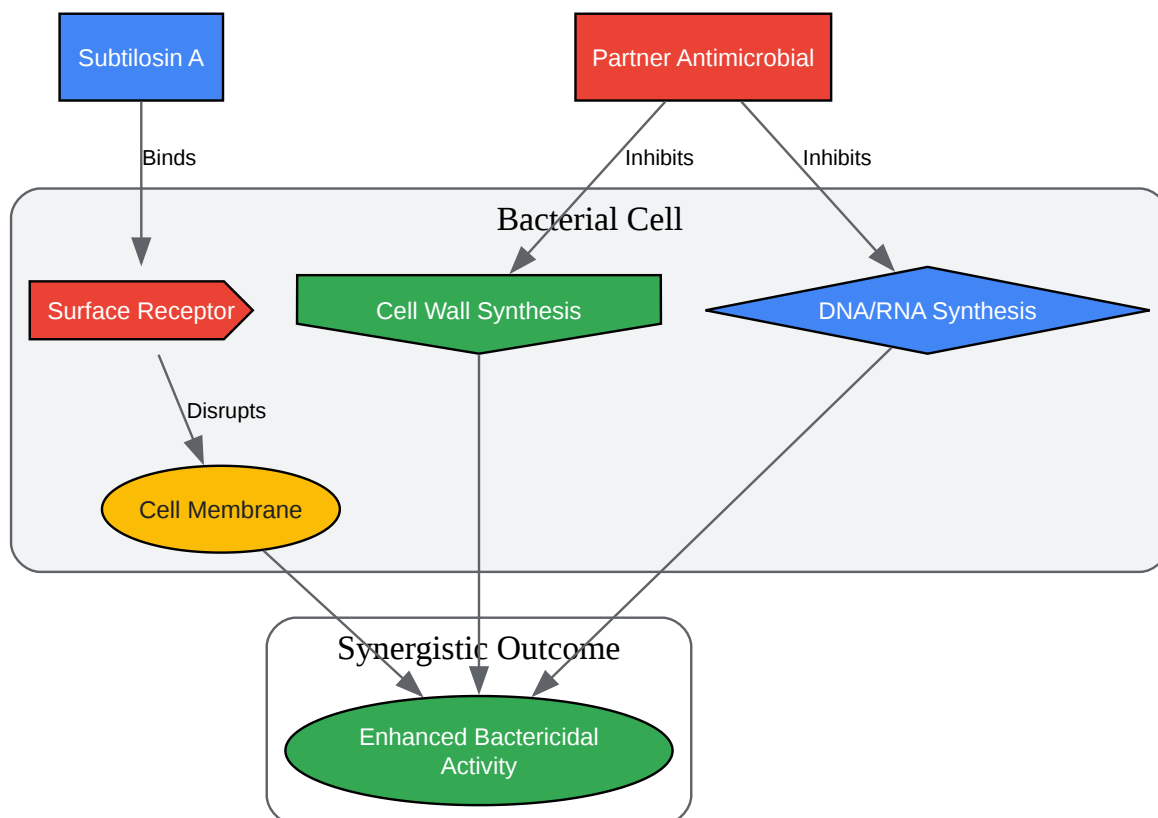 Subtilosin A
Partner Antimicrobial
Binds
Inhibits
Inhibits
Bacterial Cell
Surface Receptor
Cell Wall Synthesis
DNA/RNA Synthesis
Disrupts
Cell Membrane
Synergistic Outcome
Enhanced Bactericidal
Activity